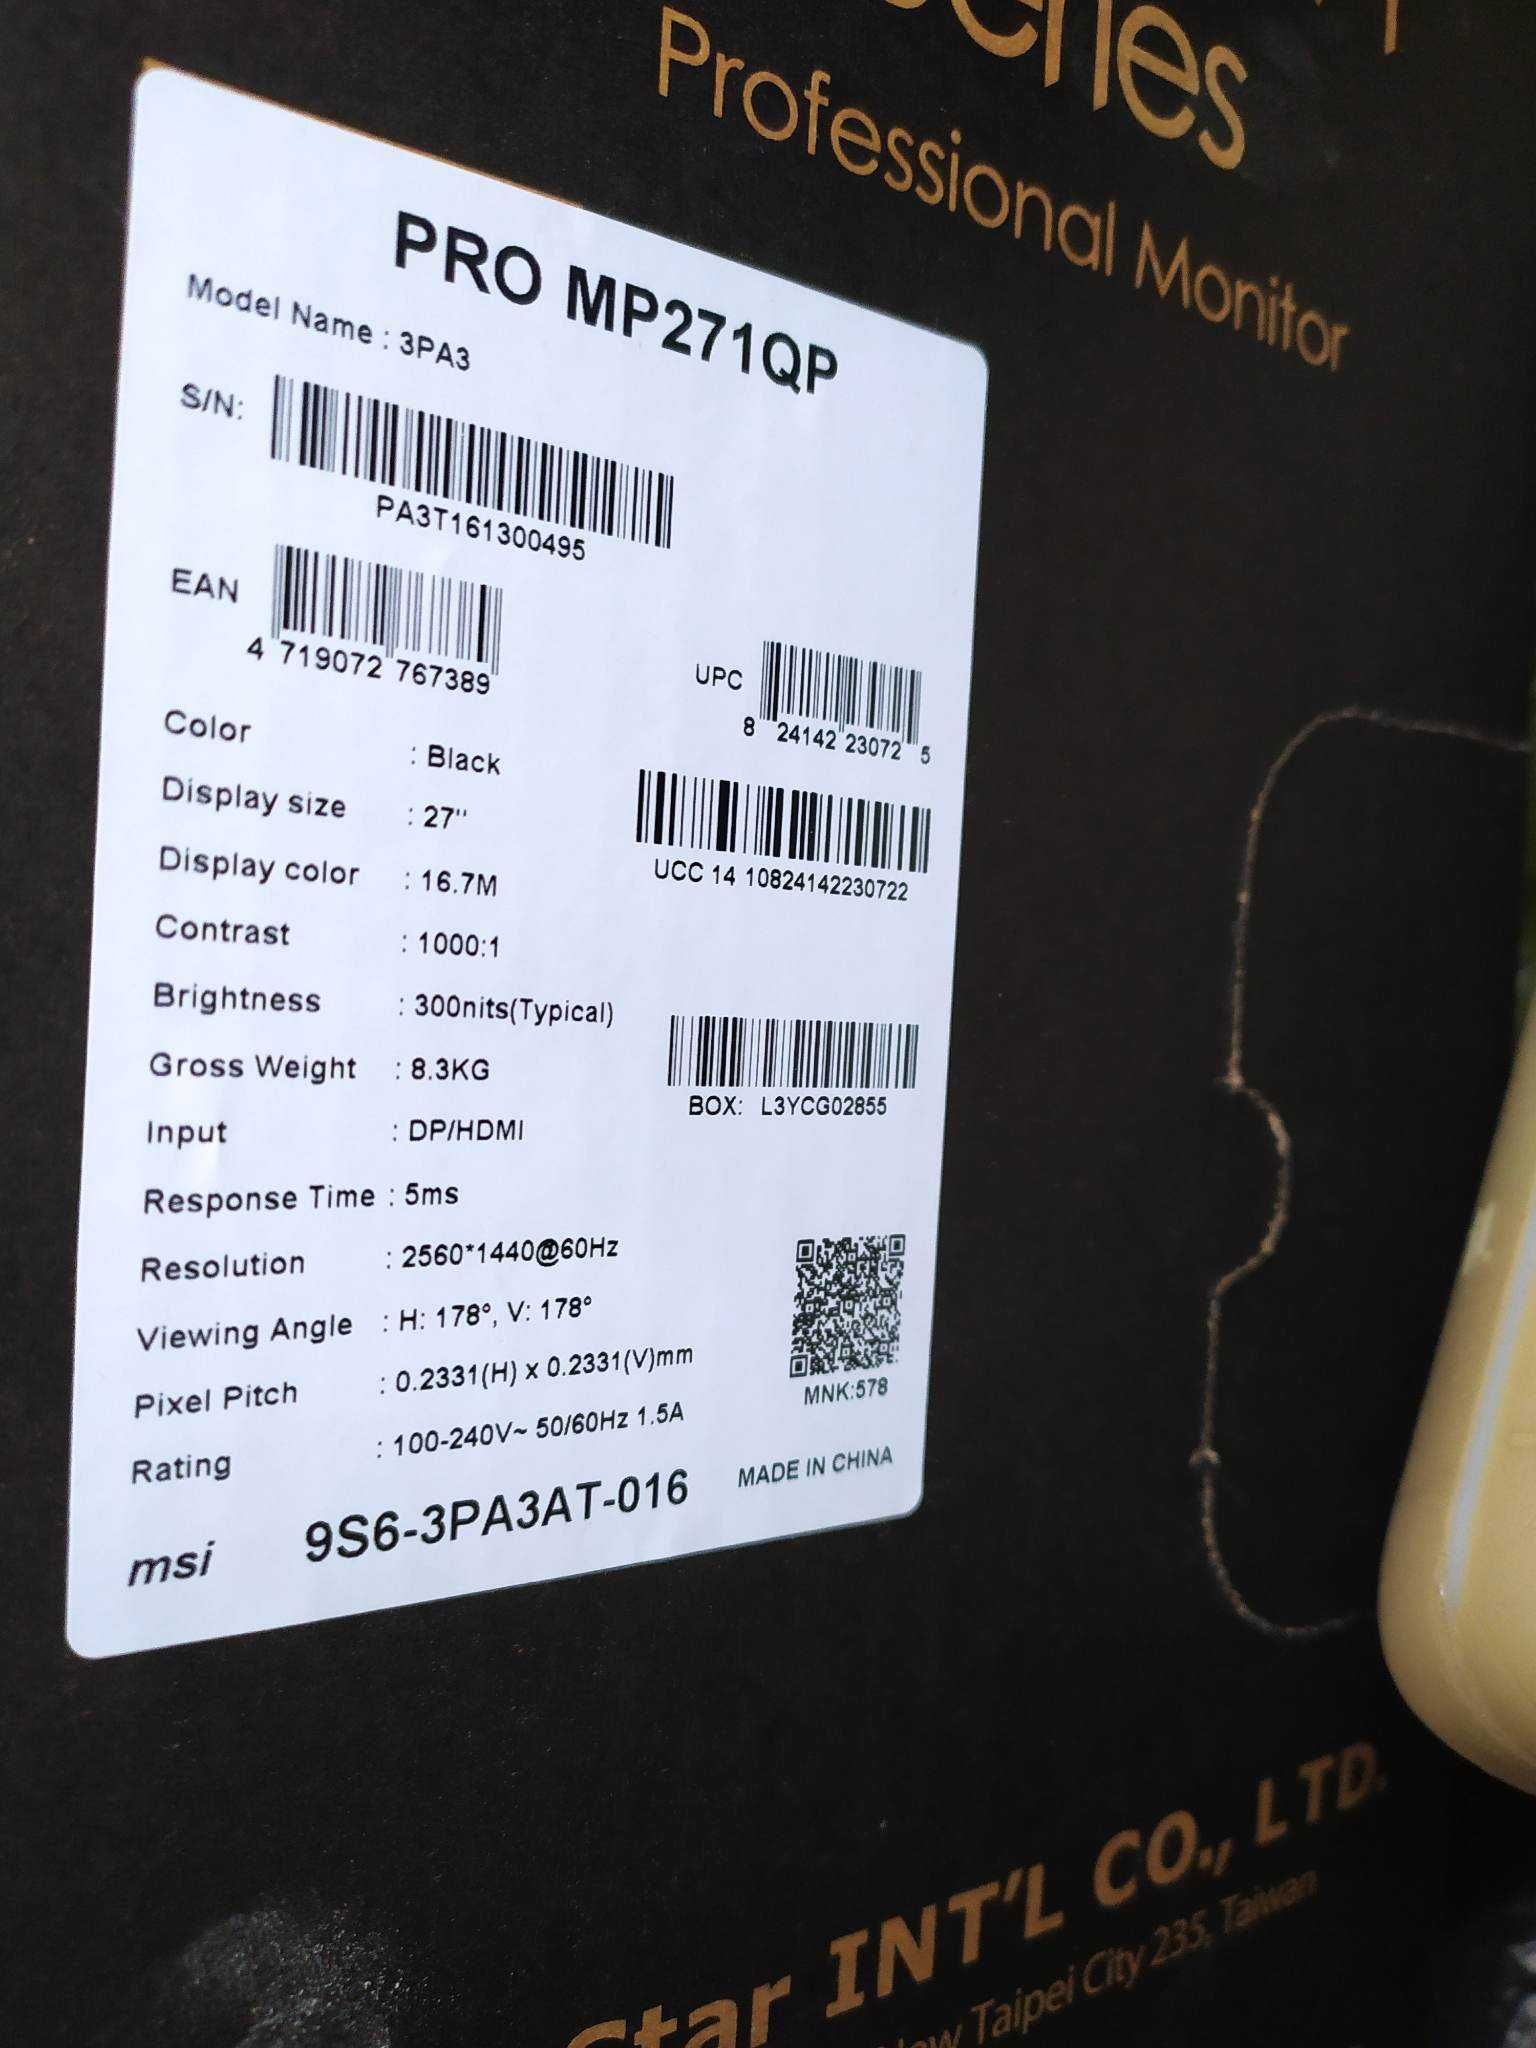 Professional Monitor
PRO MP271QP
Model Name : 3PA3
S/N:
PA3T161300495
EAN
4 719072 767389
UPC
8 24142 23072 5
Color : Black
Display size : 27"
UCC 14 10824142230722
Display color : 16.7M
Contrast : 1000:1
Brightness : 300nits(Typical)
Gross Weight : 8.3KG
BOX: L3YCG02855
Input : DP/HDMI
Response Time : 5ms
Resolution : 2560*1440@60Hz
Viewing Angle : H: 178°, V: 178°
Pixel Pitch : 0.2331(H) x 0.2331(V)mm
MNK:578
Rating : 100-240V~ 50/60Hz 1.5A
MADE IN CHINA
msi 9S6-3PA3AT-016
Star INT'L CO., LTD.
Taipei City 235, Taiwan